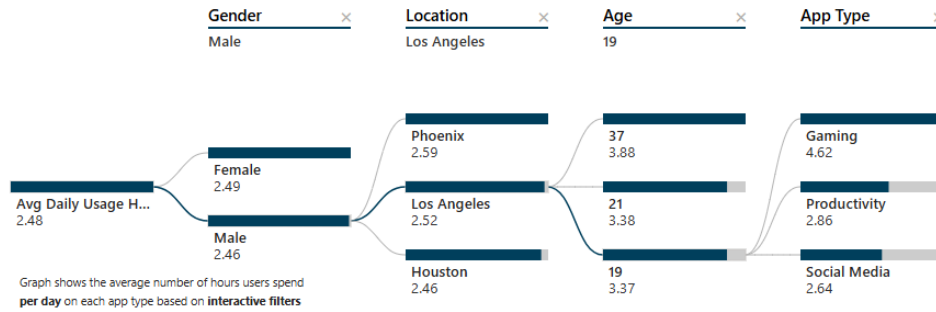 Gender ×
Male
Location ×
Los Angeles
Age ×
19
App Type ×
Avg Daily Usage H...
2.48
Female
2.49
Male
2.46
Phoenix
2.59
Los Angeles
2.52
Houston
2.46
37
3.88
21
3.38
19
3.37
Gaming
4.62
Productivity
2.86
Social Media
2.64
Graph shows the average number of hours users spend
per day on each app type based on interactive filters